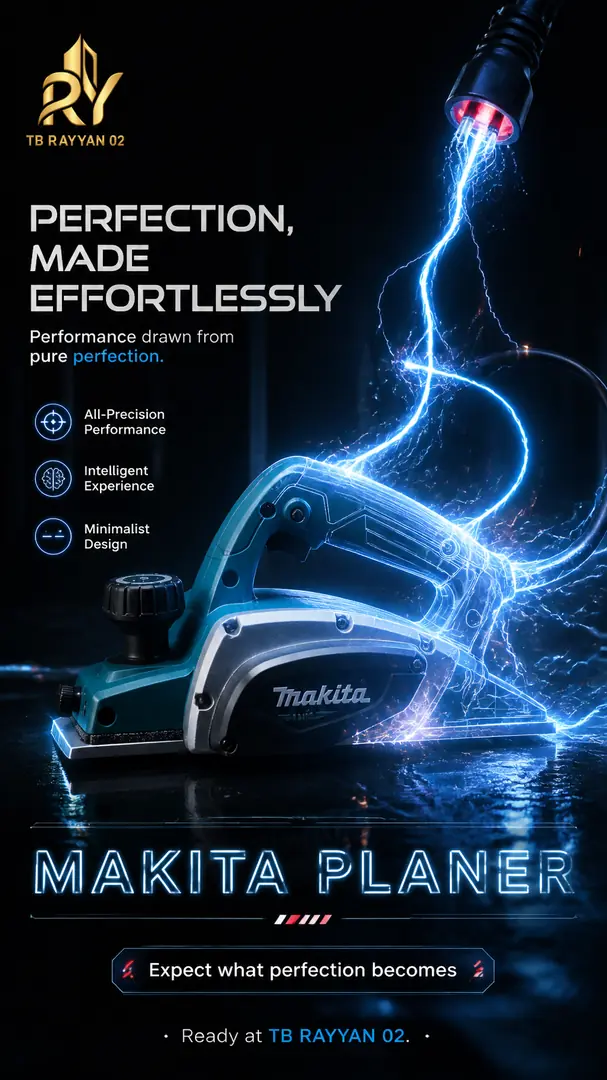 RY
TB RAYYAN 02
PERFECTION,
MADE
EFFORTLESSLY
Performance drawn from
pure perfection.
All-Precision
Performance
Intelligent
Experience
Minimalist
Design
makita
MAKITA PLANER
Expect what perfection becomes
• Ready at TB RAYYAN 02. •